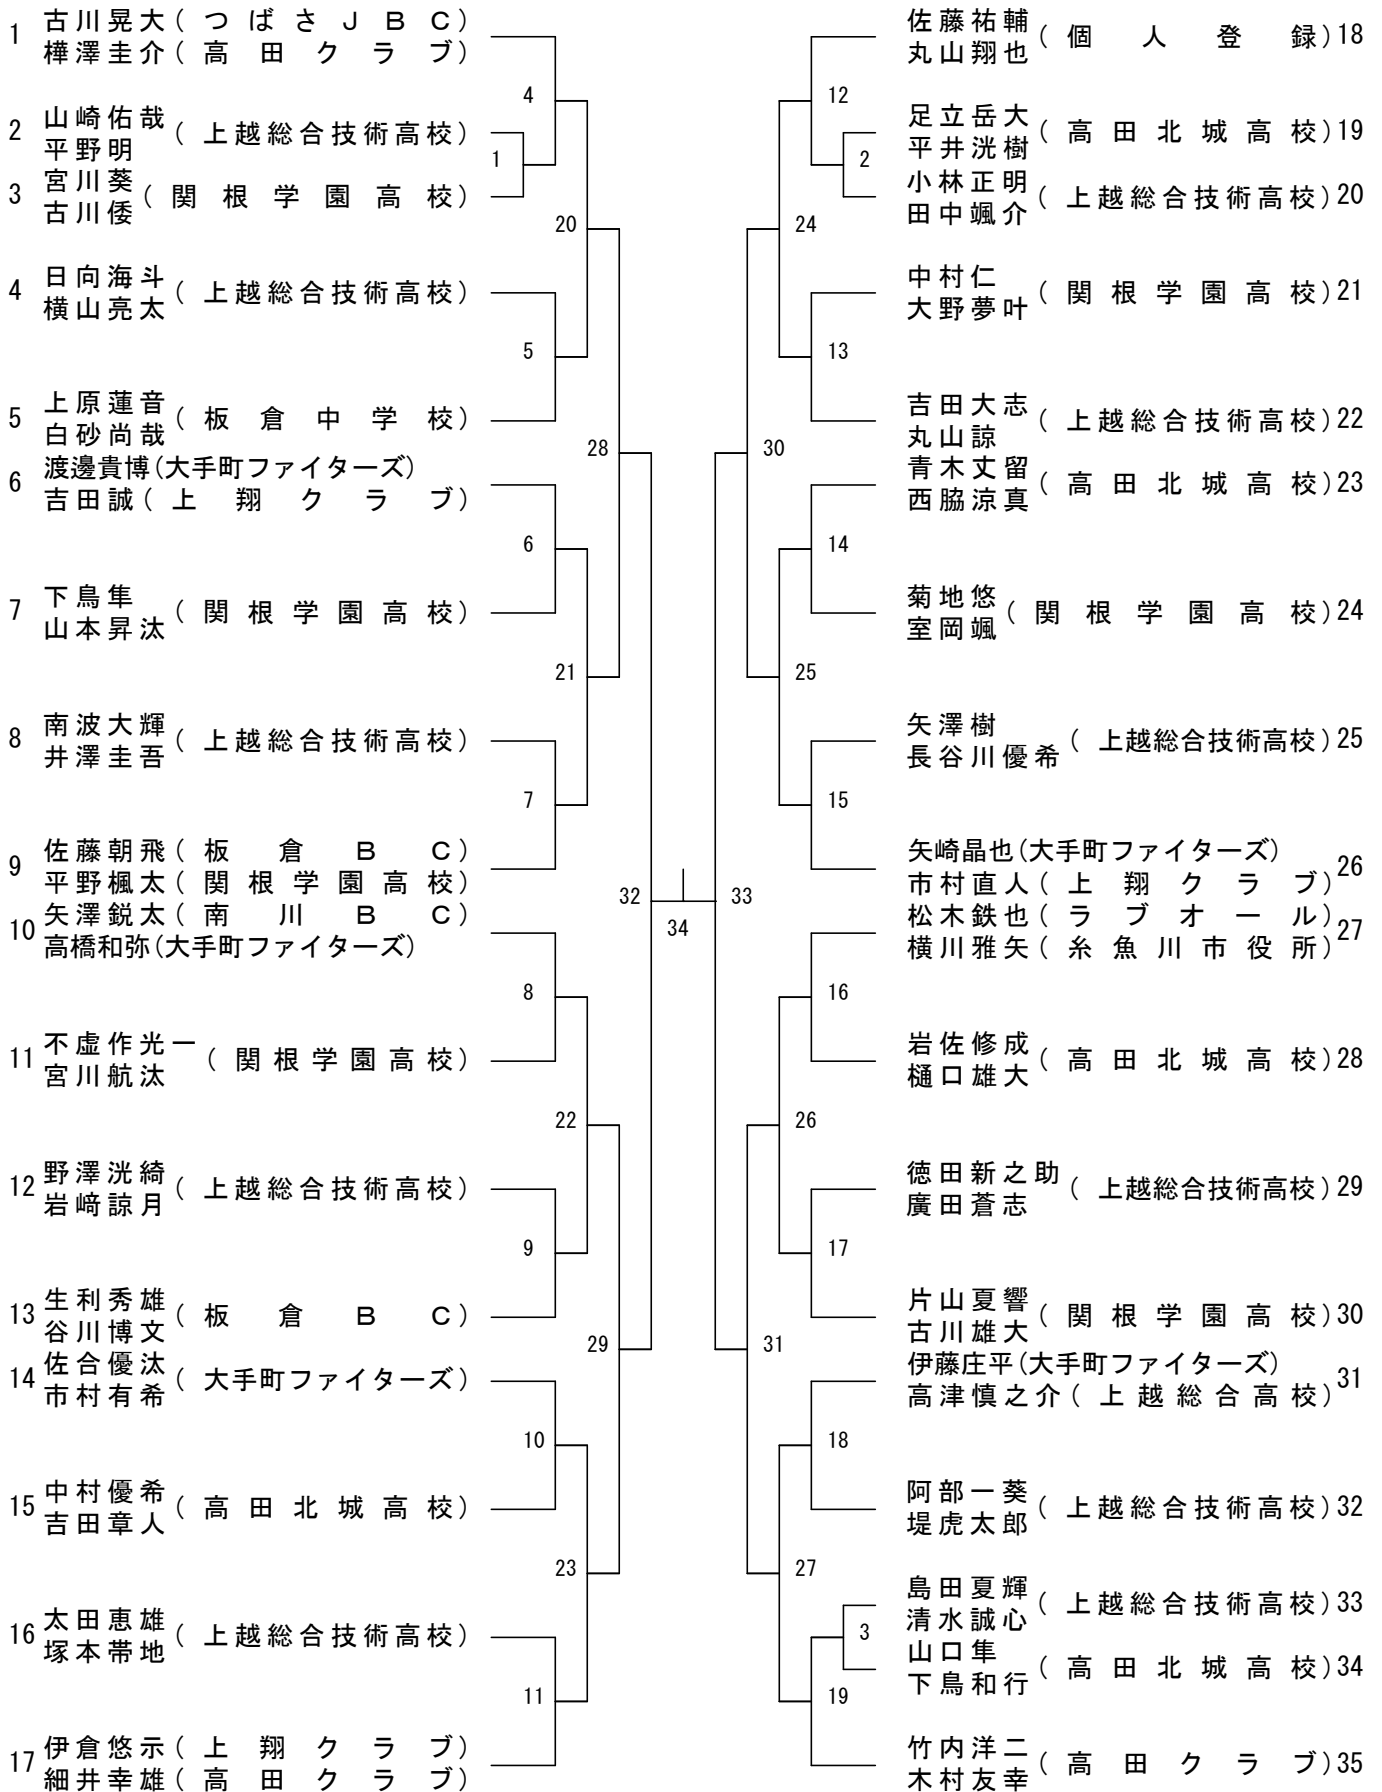 1 古川晃大(つばさJBC)
樺澤圭介(高田クラブ)
2 山崎佑哉(上越総合技術高校)
平野明
3 宮川葵(関根学園高校)
古川倭
4 日向海斗(上越総合技術高校)
横山亮太
5 上原蓮音(板倉中学校)
白砂尚哉
6 渡邊貴博(大手町ファイターズ)
吉田誠(上翔クラブ)
7 下鳥隼(関根学園高校)
山本昇汰
8 南波大輝(上越総合技術高校)
井澤圭吾
9 佐藤朝飛(板倉BC)
平野楓太(関根学園高校)
10 矢澤鋭太(南川BC)
高橋和弥(大手町ファイターズ)
11 不虚作光一(関根学園高校)
宮川航汰
12 野澤洸綺(上越総合技術高校)
岩﨑諒月
13 生利秀雄(板倉BC)
谷川博文
14 佐合優汰(大手町ファイターズ)
市村有希
15 中村優希(高田北城高校)
吉田章人
16 太田恵雄(上越総合技術高校)
塚本帯地
17 伊倉悠示(上翔クラブ)
細井幸雄(高田クラブ)
4
1
20
5
28
6
21
7
32
8
22
9
29
10
23
11
34
33
12
2
24
13
30
14
25
15
16
26
17
31
18
27
3
19
佐藤祐輔(個人登録)18
丸山翔也
足立岳大(高田北城高校)19
平井洸樹
小林正明(上越総合技術高校)20
田中颯介
中村仁(関根学園高校)21
大野夢叶
吉田大志(上越総合技術高校)22
丸山諒
青木丈留(高田北城高校)23
西脇涼真
菊地悠(関根学園高校)24
室岡颯
矢澤樹(上越総合技術高校)25
長谷川優希
矢崎晶也(大手町ファイターズ)26
市村直人(上翔クラブ)
松木鉄也(ラブオール)27
横川雅矢(糸魚川市役所)
岩佐修成(高田北城高校)28
樋口雄大
徳田新之助(上越総合技術高校)29
廣田蒼志
片山夏響(関根学園高校)30
古川雄大
伊藤庄平(大手町ファイターズ)31
高津慎之介(上越総合高校)
阿部一葵(上越総合技術高校)32
堤虎太郎
島田夏輝(上越総合技術高校)33
清水誠心
山口隼(高田北城高校)34
下鳥和行
竹内洋二(高田クラブ)35
木村友幸